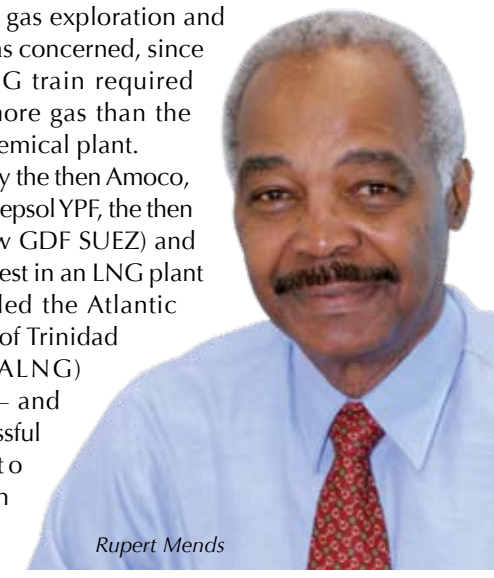 gas exploration and
as concerned, since
G train required
more gas than the
emical plant.
y the then Amoco,
epsol YPF, the then
w GDF SUEZ) and
est in an LNG plant
led the Atlantic
of Trinidad
ALNG)
– and
ssful
t o
n
Rupert Mends